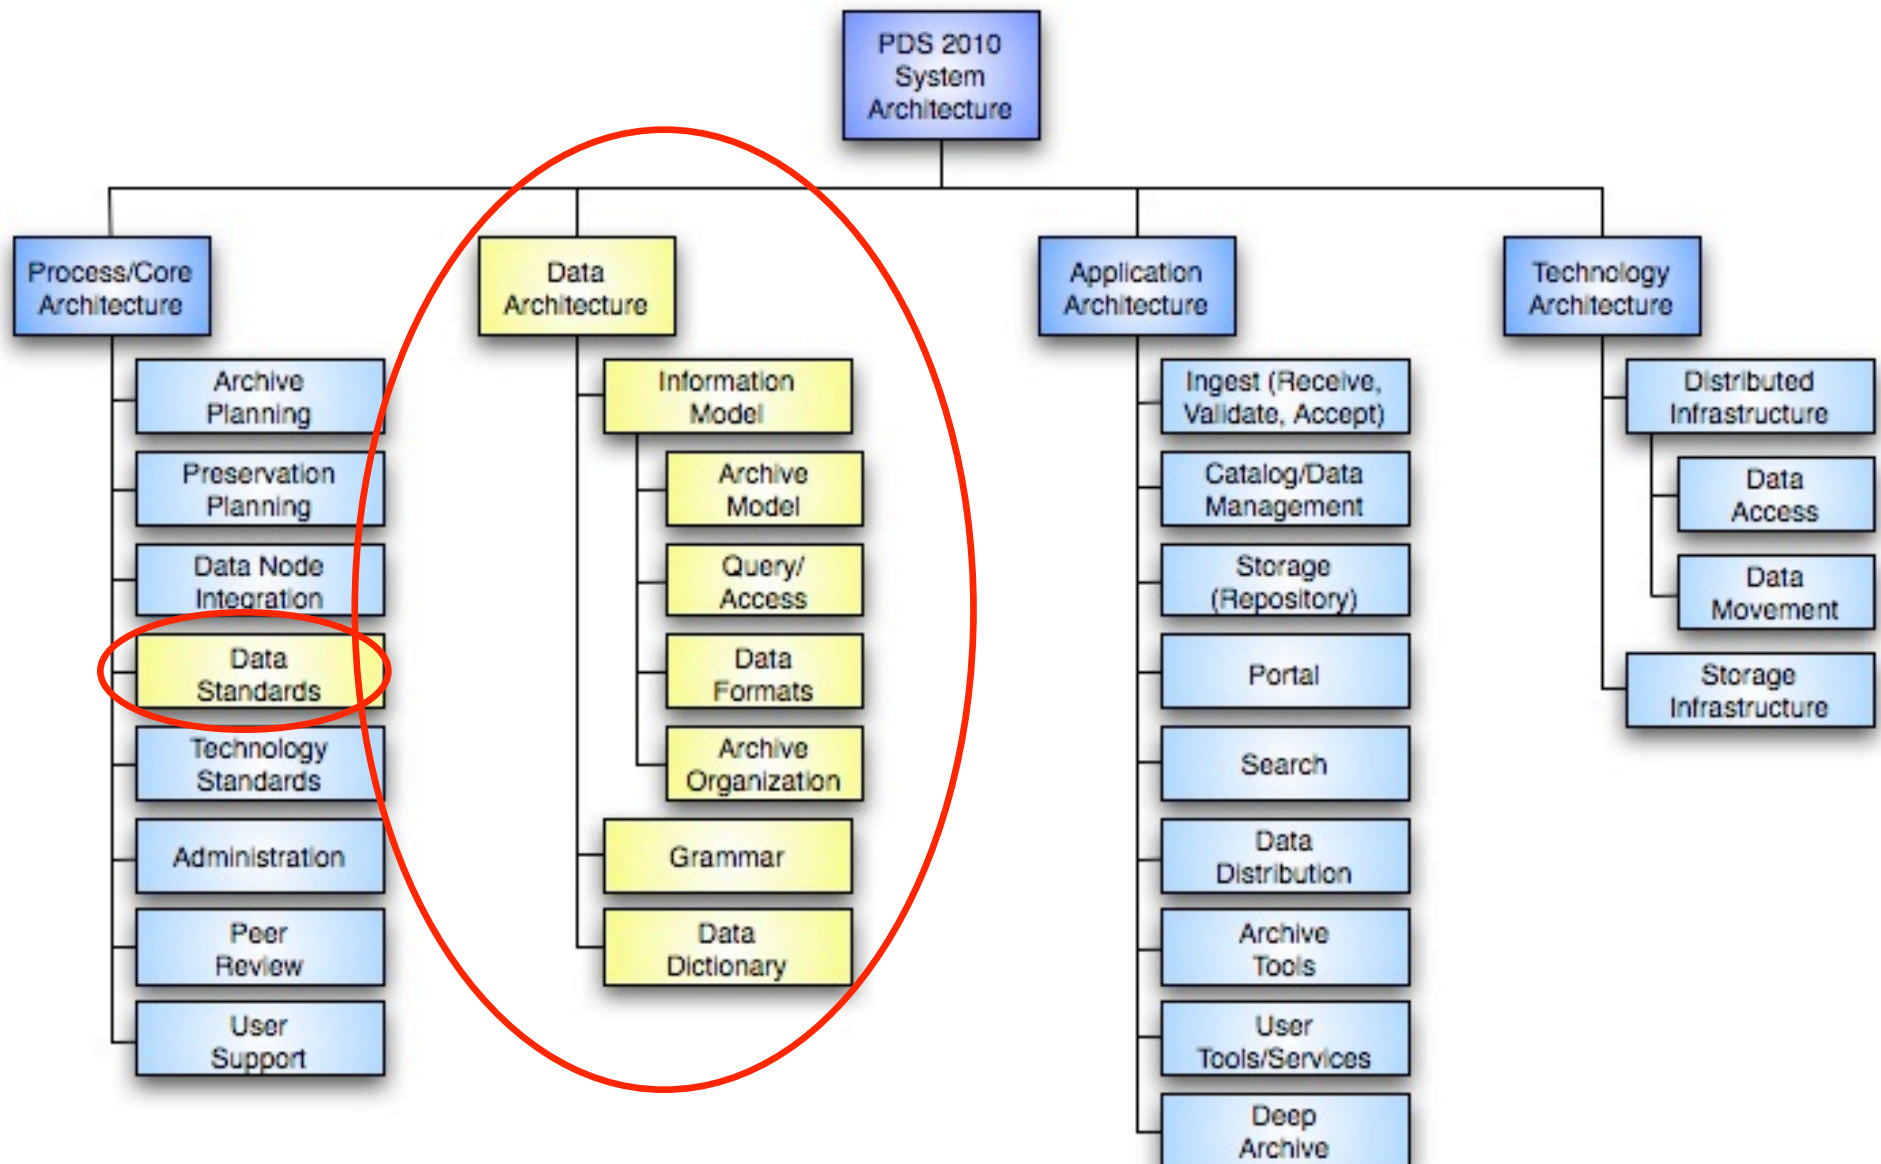 PDS 2010
System
Architecture
Process/Core
Architecture
Archive
Planning
Preservation
Planning
Data Node
Integration
Data
Standards
Technology
Standards
Administration
Peer
Review
User
Support
Data
Architecture
Information
Model
Archive
Model
Query/
Access
Data
Formats
Archive
Organization
Grammar
Data
Dictionary
Application
Architecture
Ingest (Receive,
Validate, Accept)
Catalog/Data
Management
Storage
(Repository)
Portal
Search
Data
Distribution
Archive
Tools
User
Tools/Services
Deep
Archive
Technology
Architecture
Distributed
Infrastructure
Data
Access
Data
Movement
Storage
Infrastructure